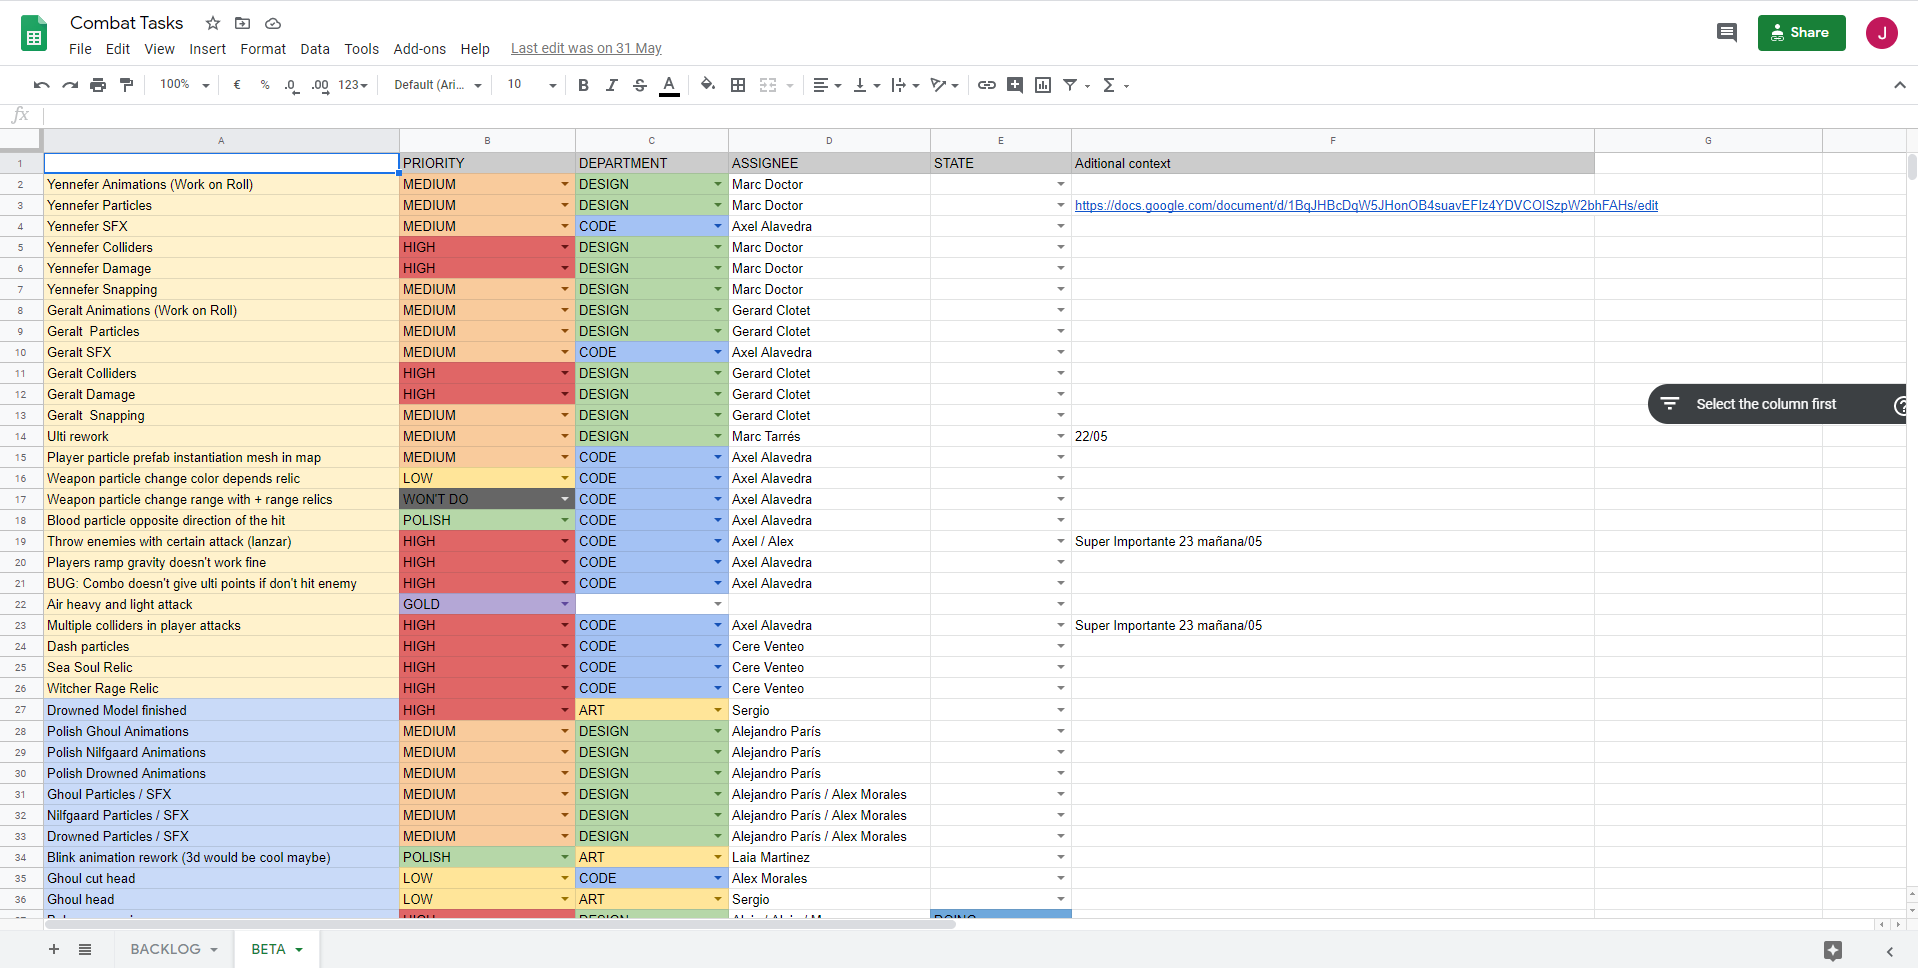 Combat Tasks
File Edit View Insert Format Data Tools Add-ons Help Last edit was on 31 May
Share
J
100% € % .0 .00 123 Default (Ari... 10 B I S A
fx
A B C D E F G
1 PRIORITY DEPARTMENT ASSIGNEE STATE Aditional context
2 Yennefer Animations (Work on Roll) MEDIUM DESIGN Marc Doctor
3 Yennefer Particles MEDIUM DESIGN Marc Doctor https://docs.google.com/document/d/1BqJHBcDqW5JHonOB4suavEFIz4YDVCOISzpW2bhFAHs/edit
4 Yennefer SFX MEDIUM CODE Axel Alavedra
5 Yennefer Colliders HIGH DESIGN Marc Doctor
6 Yennefer Damage HIGH DESIGN Marc Doctor
7 Yennefer Snapping MEDIUM DESIGN Marc Doctor
8 Geralt Animations (Work on Roll) MEDIUM DESIGN Gerard Clotet
9 Geralt Particles MEDIUM DESIGN Gerard Clotet
10 Geralt SFX MEDIUM CODE Axel Alavedra
11 Geralt Colliders HIGH DESIGN Gerard Clotet
12 Geralt Damage HIGH DESIGN Gerard Clotet
13 Geralt Snapping MEDIUM DESIGN Gerard Clotet
Select the column first
14 Ulti rework MEDIUM DESIGN Marc Tarrés 22/05
15 Player particle prefab instantiation mesh in map MEDIUM CODE Axel Alavedra
16 Weapon particle change color depends relic LOW CODE Axel Alavedra
17 Weapon particle change range with + range relics WON'T DO CODE Axel Alavedra
18 Blood particle opposite direction of the hit POLISH CODE Axel Alavedra
19 Throw enemies with certain attack (lanzar) HIGH CODE Axel / Alex Super Importante 23 mañana/05
20 Players ramp gravity doesn't work fine HIGH CODE Axel Alavedra
21 BUG: Combo doesn't give ulti points if don't hit enemy HIGH CODE Axel Alavedra
22 Air heavy and light attack GOLD
23 Multiple colliders in player attacks HIGH CODE Axel Alavedra Super Importante 23 mañana/05
24 Dash particles HIGH CODE Cere Venteo
25 Sea Soul Relic HIGH CODE Cere Venteo
26 Witcher Rage Relic HIGH CODE Cere Venteo
27 Drowned Model finished HIGH ART Sergio
28 Polish Ghoul Animations MEDIUM DESIGN Alejandro París
29 Polish Nilfgaard Animations MEDIUM DESIGN Alejandro París
30 Polish Drowned Animations MEDIUM DESIGN Alejandro París
31 Ghoul Particles / SFX MEDIUM DESIGN Alejandro París / Alex Morales
32 Nilfgaard Particles / SFX MEDIUM DESIGN Alejandro París / Alex Morales
33 Drowned Particles / SFX MEDIUM DESIGN Alejandro París / Alex Morales
34 Blink animation rework (3d would be cool maybe) POLISH ART Laia Martinez
35 Ghoul cut head LOW CODE Alex Morales
36 Ghoul head LOW ART Sergio
HIGH DESIGN DOING
BACKLOG BETA